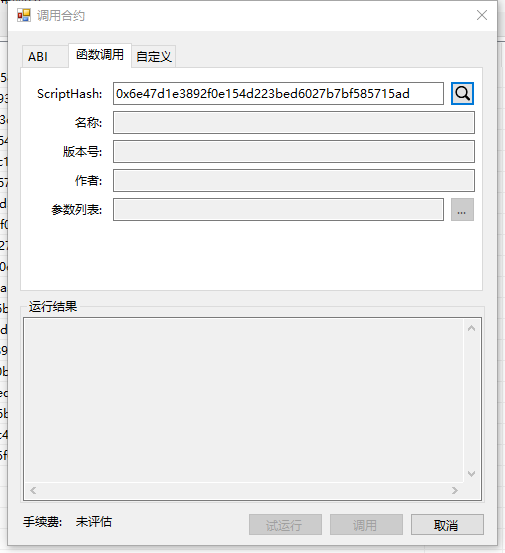 调用合约
ABI 函数调用 自定义
ScriptHash: 0x6e47d1e3892f0e154d223bed6027b7bf585715ad
名称:
版本号:
作者:
参数列表: ...
运行结果
手续费: 未评估 试运行 调用 取消